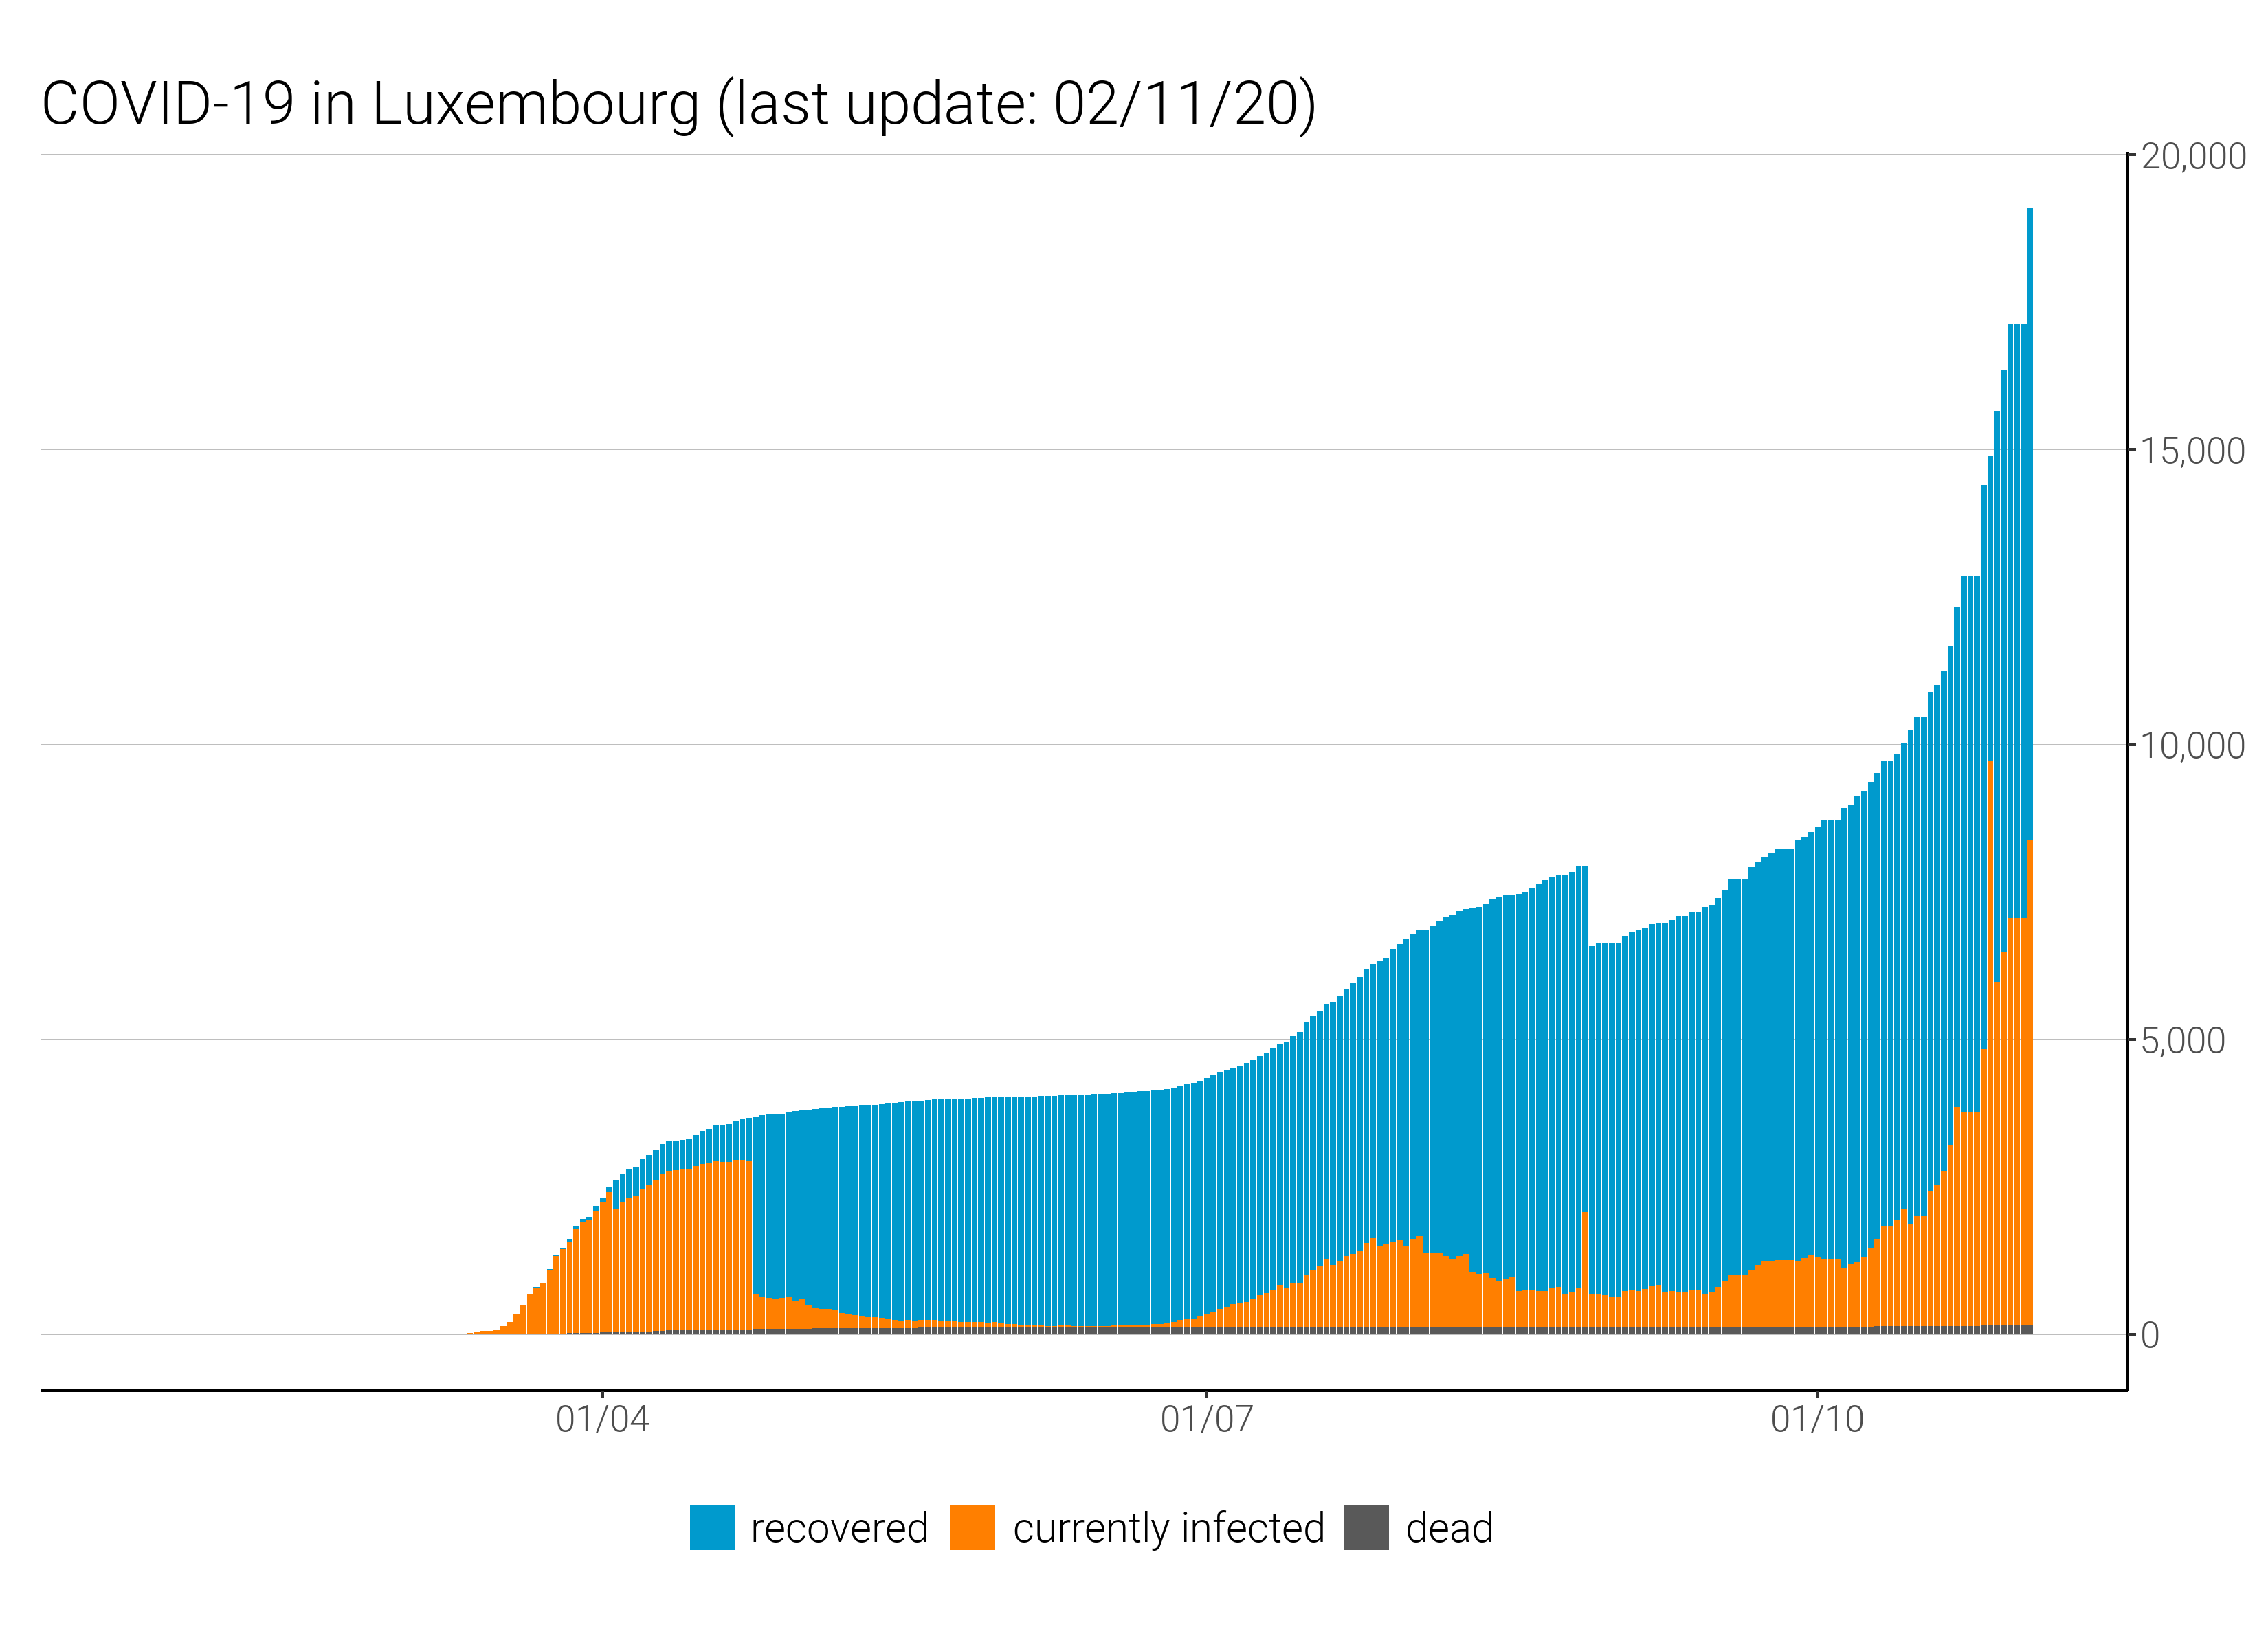 COVID-19 in Luxembourg (last update: 02/11/20)
20,000
15,000
10,000
5,000
0
01/04 01/07 01/10
recovered currently infected dead